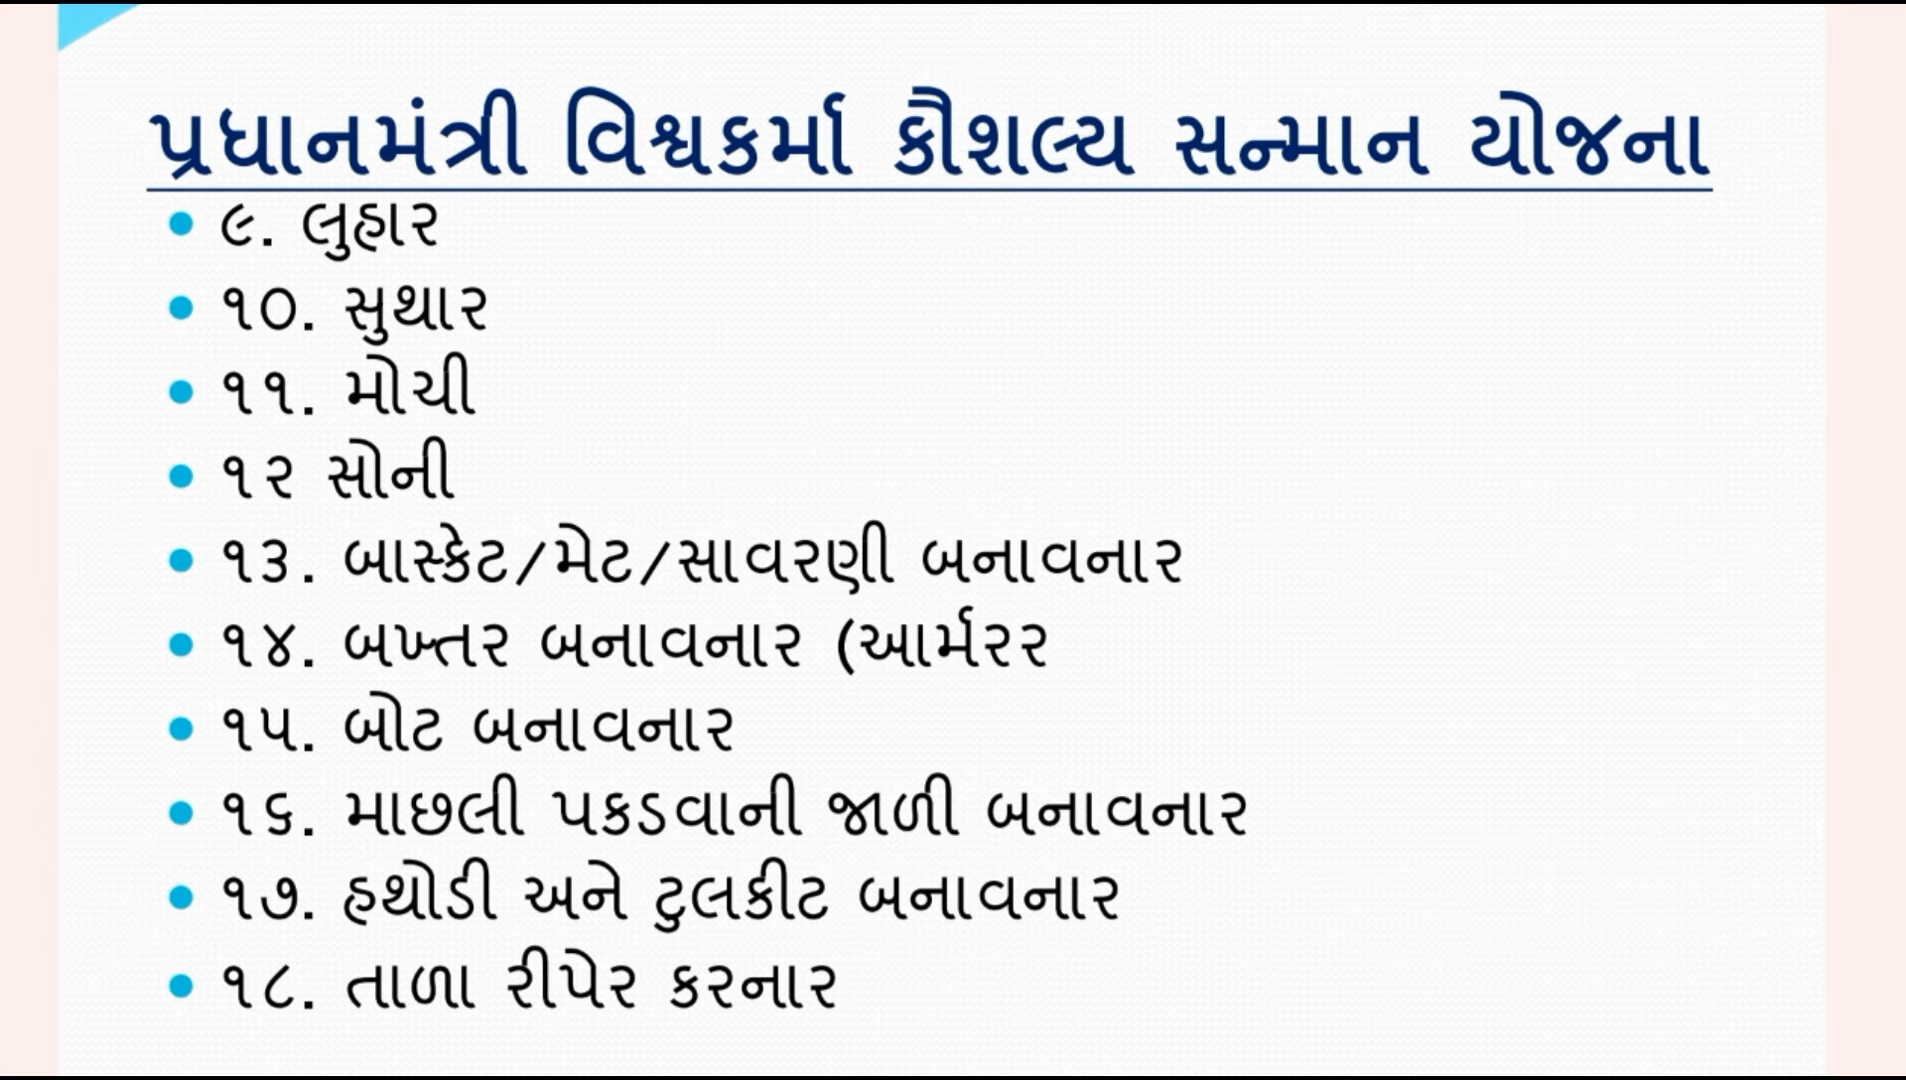 પ્રધાનમંત્રી વિશ્વકર્મા કૌશલ્ય સન્માન યોજના
• ૯. લુહાર
• ૧૦. સુથાર
• ૧૧. મોચી
• ૧૨ સોની
• ૧૩. બાસ્કેટ/મેટ/સાવરણી બનાવનાર
• ૧૪. બખ્તર બનાવનાર (આર્મરર
• ૧૫. બોટ બનાવનાર
• ૧૬. માછલી પકડવાની જાળી બનાવનાર
• ૧૭. હથોડી અને ટુલકીટ બનાવનાર
• ૧૮. તાળા રીપેર કરનાર